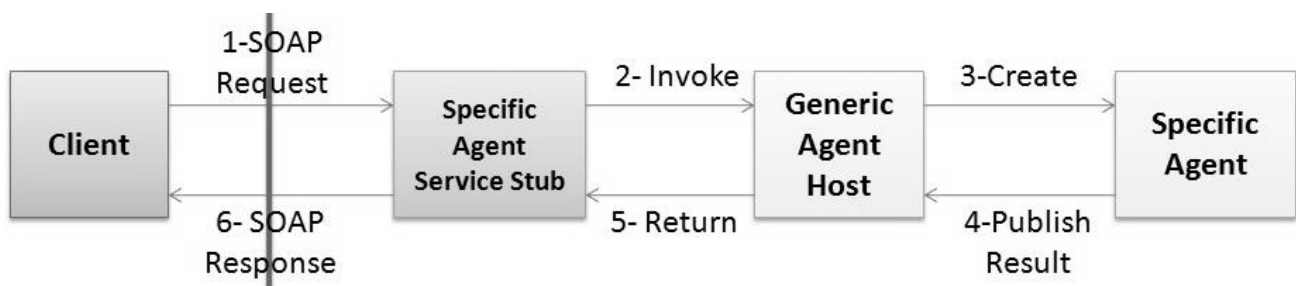 1-SOAP
Request
2- Invoke
3-Create
Client
Specific
Agent
Service Stub
Generic
Agent
Host
Specific
Agent
6- SOAP
Response
5- Return
4-Publish
Result